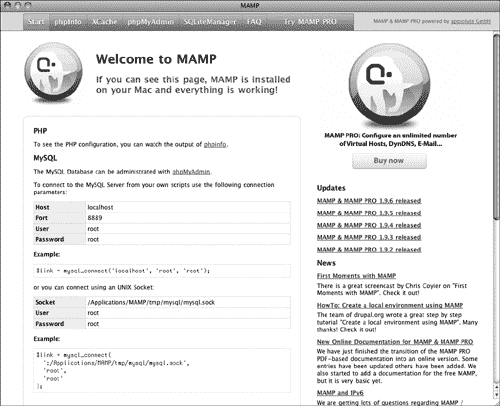 MAMP
Start phpInfo XCache phpMyAdmin SQLiteManager FAQ Try MAMP PRO
MAMP & MAMP PRO powered by appsolute GmbH
Welcome to MAMP
If you can see this page, MAMP is installed
on your Mac and everything is working!
PHP
To see the PHP configuration, you can watch the output of phpinfo.
MySQL
The MySQL Database can be administrated with phpMyAdmin.
To connect to the MySQL Server from your own scripts use the following connection
parameters:
Host localhost
Port 8889
User root
Password root
Example:
$link = mysql_connect('localhost', 'root', 'root');
or you can connect using an UNIX Socket:
Socket /Applications/MAMP/tmp/mysql/mysql.sock
User root
Password root
Example:
$link = mysql_connect(
':/Applications/MAMP/tmp/mysql/mysql.sock',
'root',
'root'
);
MAMP PRO: Configure an unlimited number
of Virtual Hosts, DynDNS, E-Mail...
Buy now
Updates
MAMP & MAMP PRO 1.9.6 released
MAMP & MAMP PRO 1.9.5 released
MAMP & MAMP PRO 1.9.4 released
MAMP & MAMP PRO 1.9.3 released
MAMP & MAMP PRO 1.9.2 released
News
First Moments with MAMP
There is a great screencast by Chris Coyier on "First
Moments with MAMP". Check it out!
HowTo: Create a local environment using MAMP
The team of drupal.org wrote a great step by step
tutorial "Create a local environment using MAMP". Many
thanks! Check it out!
New Online Documentation for MAMP & MAMP PRO
We have just finished the transition of the MAMP PRO
PDF-based documentation into an online version. Some
entries have been updated others have been added. We
also started to add a documentation for the free MAMP,
but it is very basic yet.
MAMP and IPv6
We are getting lots of questions regarding MAMP /